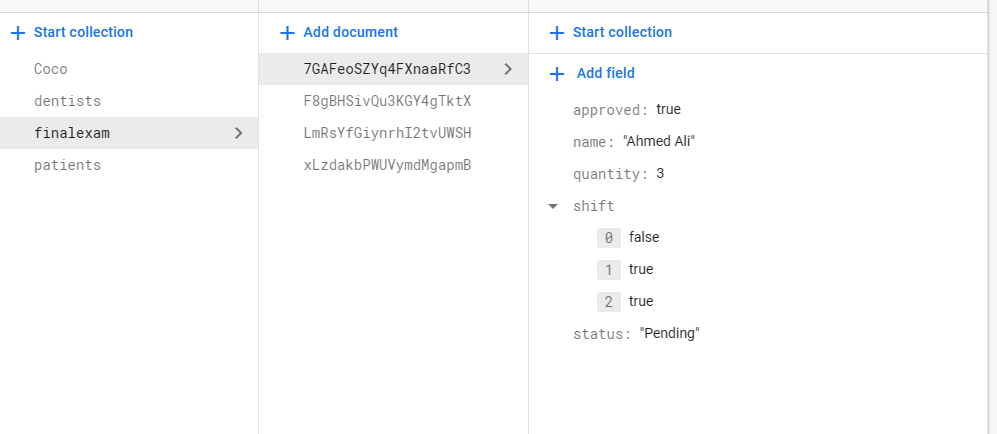 Start collection
Coco
dentists
finalexam
patients
Add document
7GAFeoSZYq4FXnaaRfC3
F8gBHSivQu3KGY4gTktX
LmRsYfGiynrhI2tvUWSH
xLzdakbPWUVymdMgapmB
Start collection
Add field
approved: true
name: "Ahmed Ali"
quantity: 3
shift
0 false
1 true
2 true
status: "Pending"